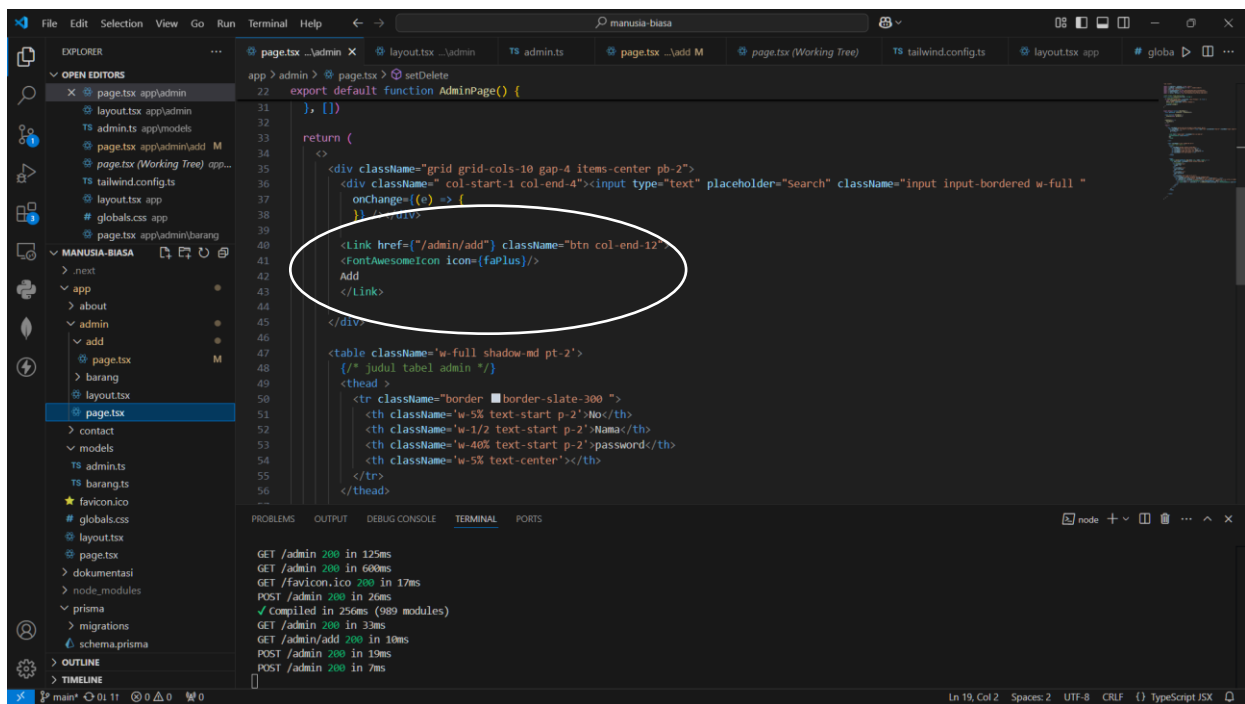 File Edit Selection View Go Run Terminal Help
manusia-biasa
EXPLORER
OPEN EDITORS
page.tsx app\admin
layout.tsx app\admin
TS admin.ts app\models
page.tsx app\admin\add M
page.tsx (Working Tree) app...
TS tailwind.config.ts
layout.tsx app
# globals.css app
page.tsx app\admin\barang
MANUSIA-BIASA
.next
app
about
admin
add
page.tsx M
barang
layout.tsx
page.tsx
contact
models
TS admin.ts
TS barang.ts
favicon.ico
# globals.css
layout.tsx
page.tsx
dokumentasi
node_modules
prisma
migrations
schema.prisma
OUTLINE
TIMELINE
page.tsx ...\admin
layout.tsx ...\admin
TS admin.ts
page.tsx ...\add M
page.tsx (Working Tree)
TS tailwind.config.ts
layout.tsx app
# globa
app > admin > page.tsx > setDelete
22 export default function AdminPage() {
31 }, [])
32
33 return (
34 <>
35 <div className="grid grid-cols-10 gap-4 items-center pb-2">
36 <div className=" col-start-1 col-end-4"><input type="text" placeholder="Search" className="input input-bordered w-full "
37 onChange={(e) => {
38 }} /></div>
39
40 <Link href={"/admin/add"} className="btn col-end-12">
41 <FontAwesomeIcon icon={faPlus}/>
42 Add
43 </Link>
44
45 </div>
46
47 <table className='w-full shadow-md pt-2'>
48 {/* judul tabel admin */}
49 <thead >
50 <tr className="border border-slate-300 ">
51 <th className='w-5% text-start p-2'>No</th>
52 <th className='w-1/2 text-start p-2'>Nama</th>
53 <th className='w-40% text-start p-2'>password</th>
54 <th className='w-5% text-center'></th>
55 </tr>
56 </thead>
PROBLEMS OUTPUT DEBUG CONSOLE TERMINAL PORTS
node
GET /admin 200 in 125ms
GET /admin 200 in 600ms
GET /favicon.ico 200 in 17ms
POST /admin 200 in 26ms
✓ Compiled in 256ms (989 modules)
GET /admin 200 in 33ms
GET /admin/add 200 in 10ms
POST /admin 200 in 19ms
POST /admin 200 in 7ms
main* 0↓ 1↑ 0 0 0 Ln 19, Col 2 Spaces: 2 UTF-8 CRLF {} TypeScript JSX